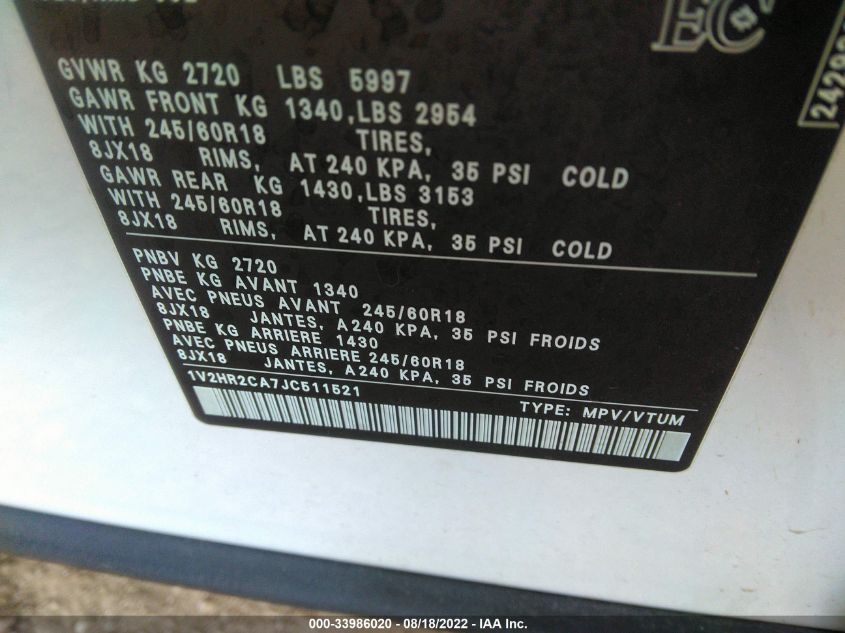 EC
24298
GVWR KG 2720 LBS 5997
GAWR FRONT KG 1340,LBS 2954
WITH 245/60R18 TIRES,
8JX18 RIMS, AT 240 KPA, 35 PSI COLD
GAWR REAR KG 1430,LBS 3153
WITH 245/60R18 TIRES,
8JX18 RIMS, AT 240 KPA, 35 PSI COLD
PNBV KG 2720
PNBE KG AVANT 1340
AVEC PNEUS AVANT 245/60R18
8JX18 JANTES, A 240 KPA, 35 PSI FROIDS
PNBE KG ARRIERE 1430
AVEC PNEUS ARRIERE 245/60R18
8JX18 JANTES, A 240 KPA, 35 PSI FROIDS
1V2HR2CA7JC511521
TYPE: MPV/VTUM
000-33986020 - 08/18/2022 - IAA Inc.